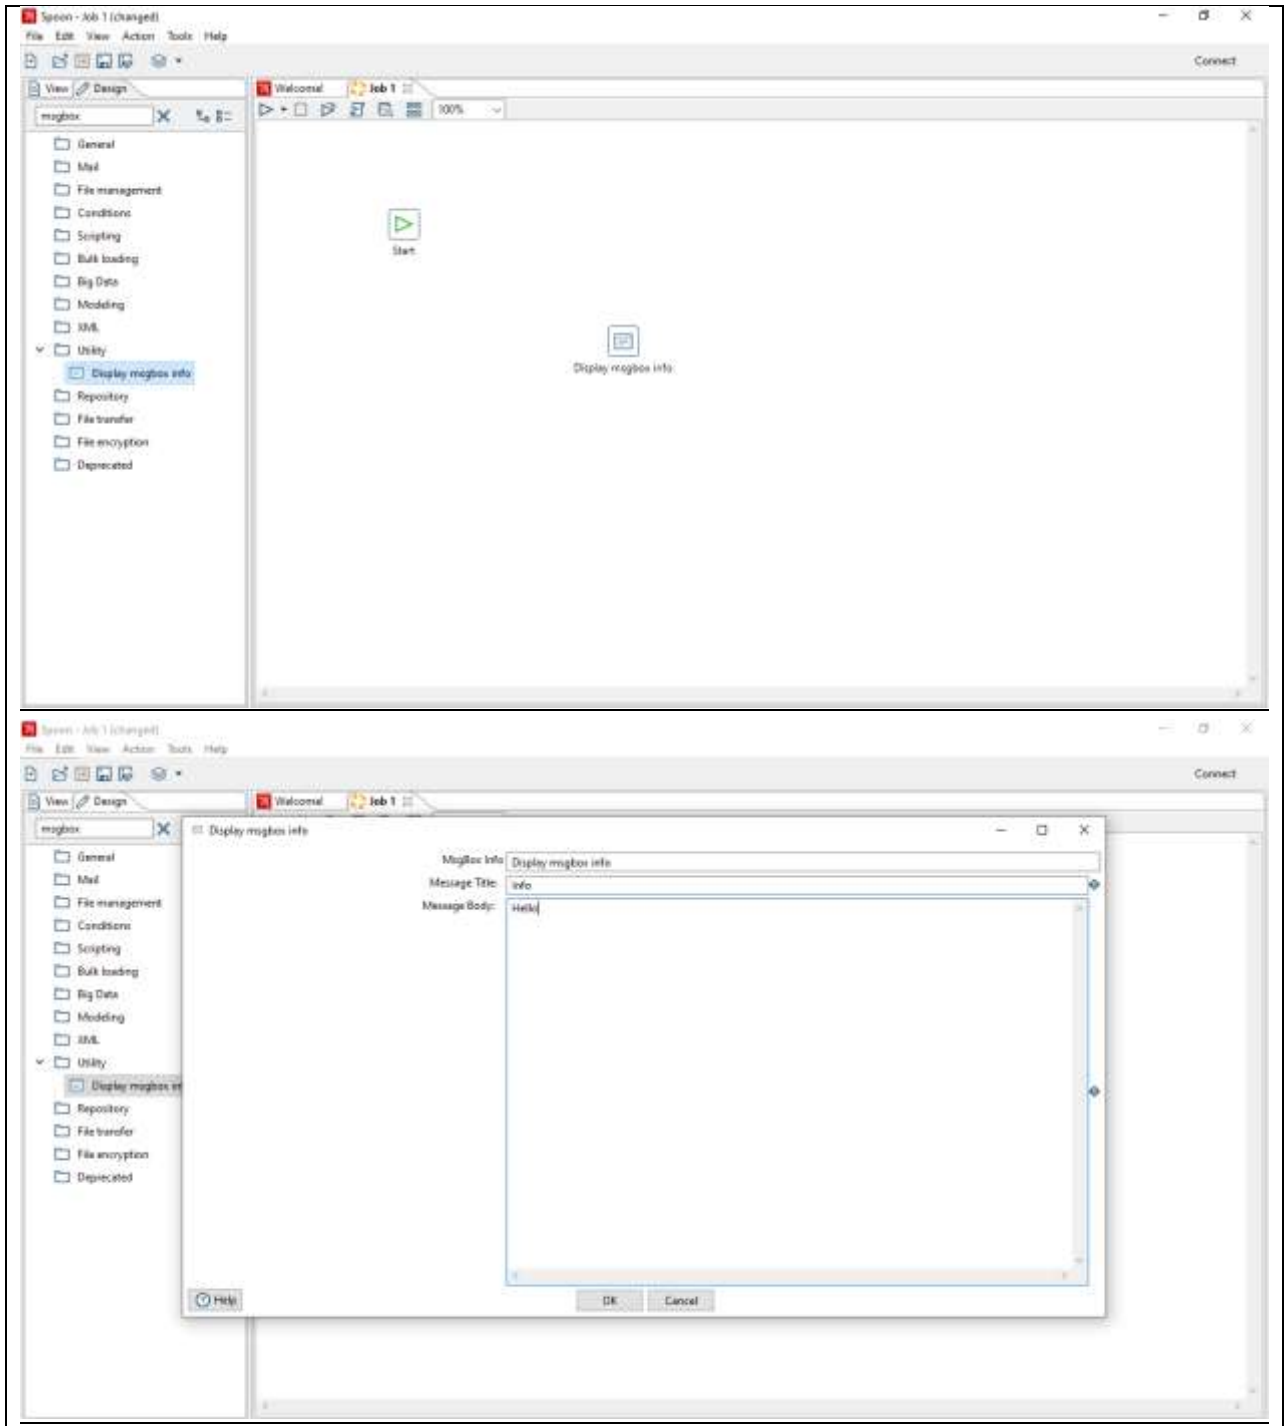 Spoon - Job 1 (changed)
File Edit View Action Tools Help
Connect
View Design
Welcome!
Job 1
msgbox
100%
General
Mail
File management
Conditions
Scripting
Bulk loading
Big Data
Modeling
XML
Utility
Display msgbox info
Repository
File transfer
File encryption
Deprecated
Start
Display msgbox info
Spoon - Job 1 (changed)
File Edit View Action Tools Help
Connect
View Design
Welcome!
Job 1
msgbox
General
Mail
File management
Conditions
Scripting
Bulk loading
Big Data
Modeling
XML
Utility
Display msgbox in
Repository
File transfer
File encryption
Deprecated
Display msgbox info
MsgBox Info Display msgbox info
Message Title: Info
Message Body: Hello
Help
OK Cancel